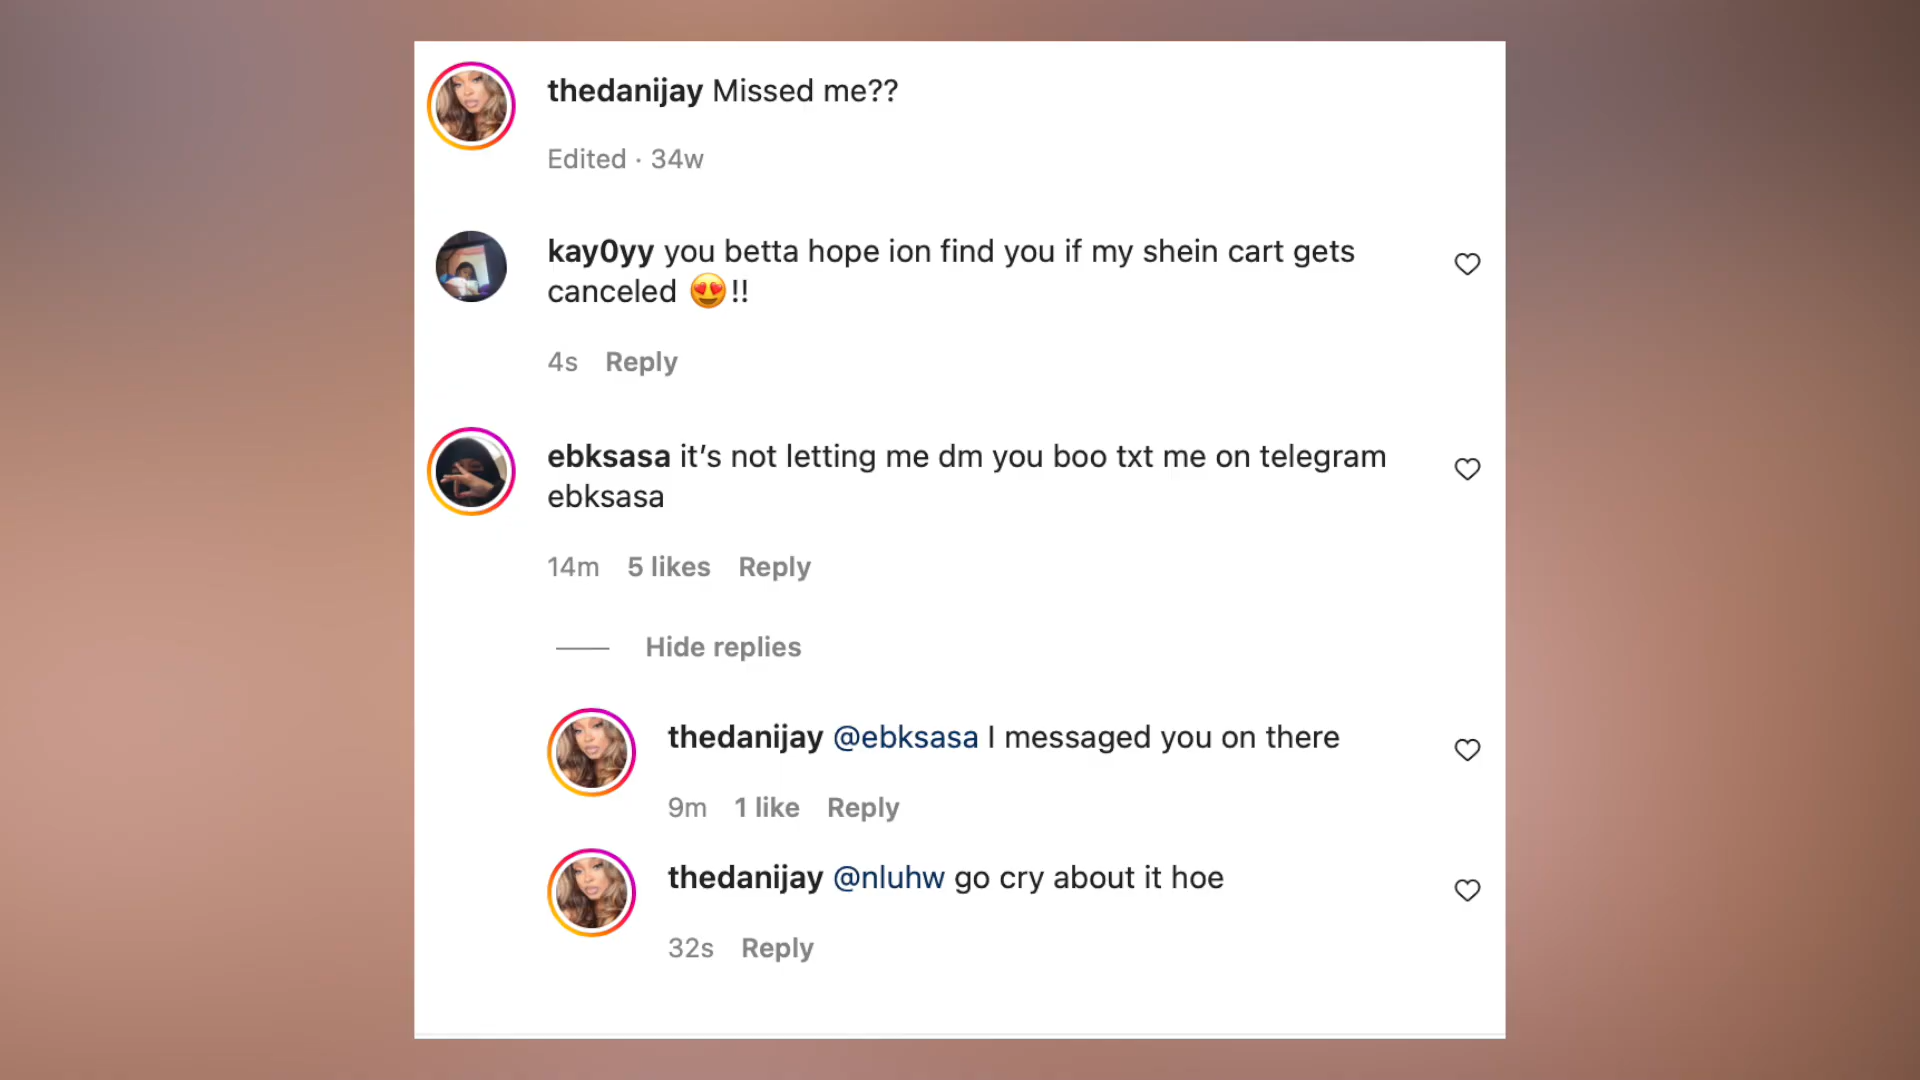 thedanijay Missed me??
Edited · 34w
kay0yy you betta hope ion find you if my shein cart gets
canceled 😍!!
4s Reply
ebksasa it's not letting me dm you boo txt me on telegram
ebksasa
14m 5 likes Reply
Hide replies
thedanijay @ebksasa I messaged you on there
9m 1 like Reply
thedanijay @nluhw go cry about it hoe
32s Reply